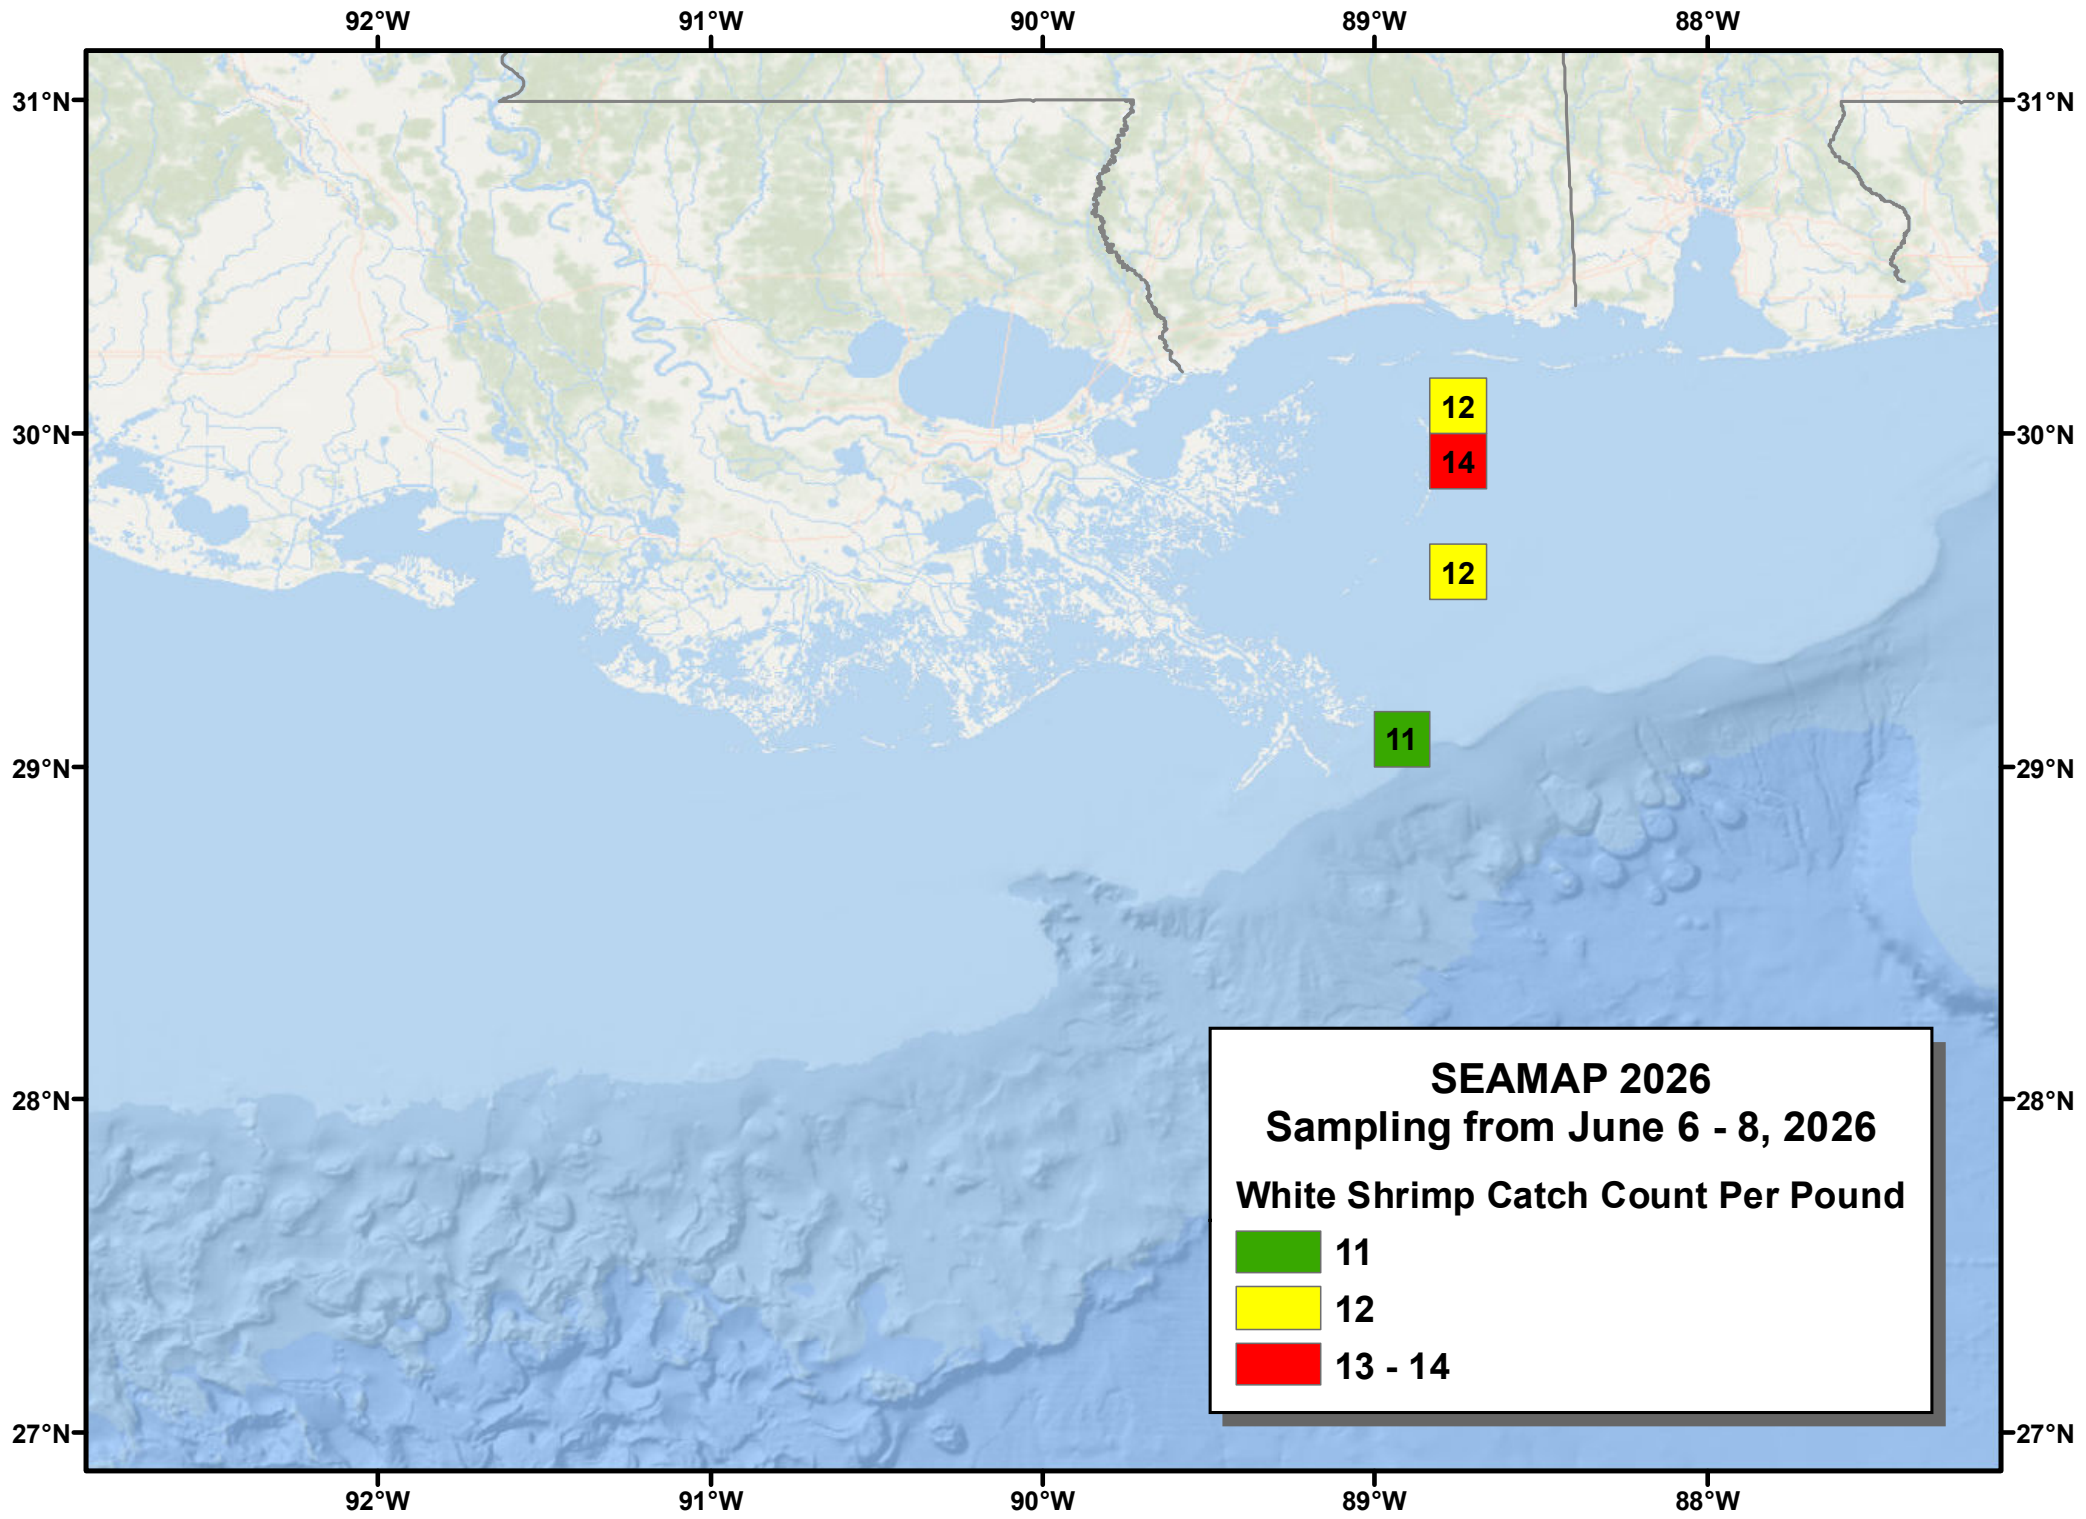 92°W 91°W 90°W 89°W 88°W
31°N 31°N
12
30°N 30°N
14
12
11
29°N 29°N
28°N 28°N
SEAMAP 2026
Sampling from June 6 - 8, 2026
White Shrimp Catch Count Per Pound
11
12
13 - 14
27°N 27°N
92°W 91°W 90°W 89°W 88°W